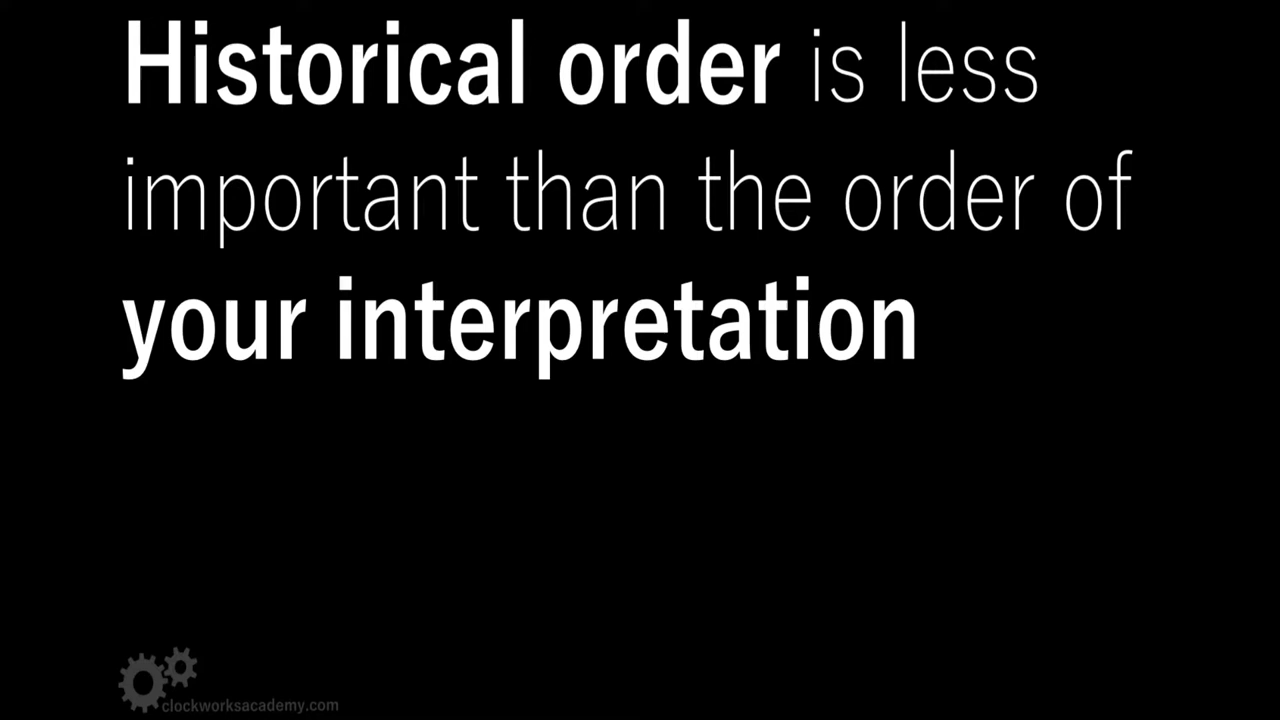 Historical order is less
important than the order of
your interpretation
clockworksacademy.com